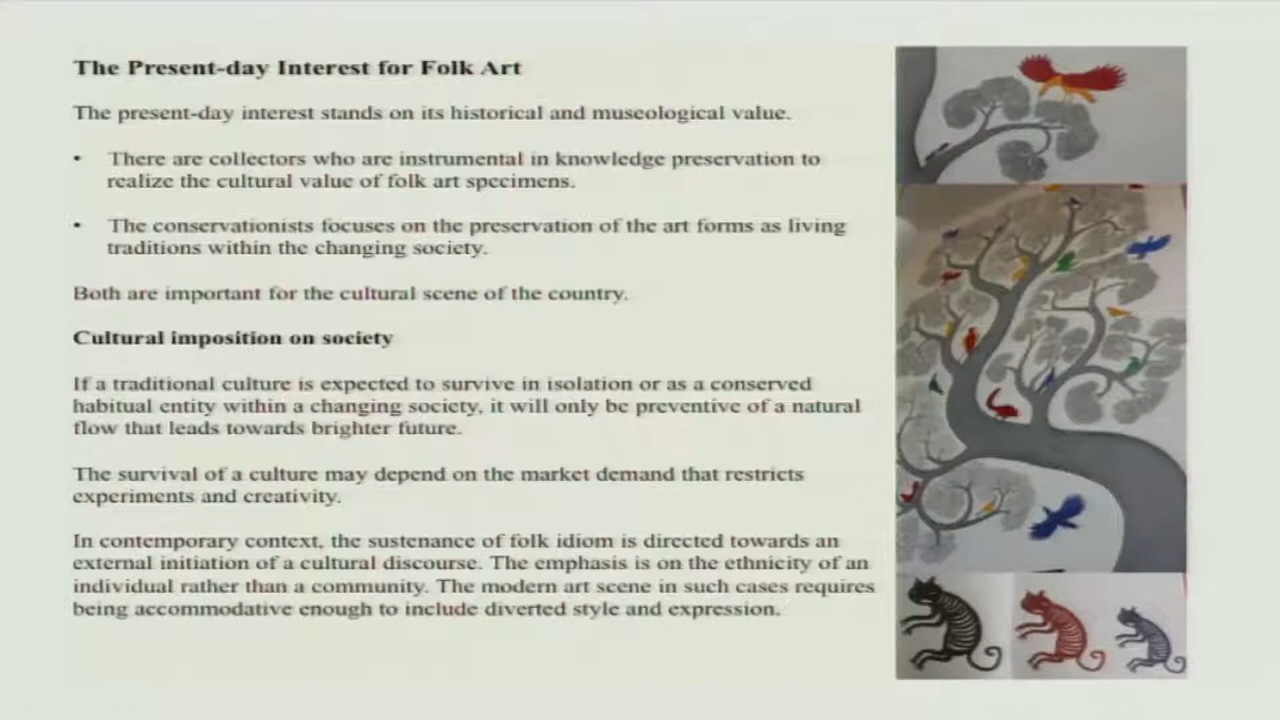 The Present-day Interest for Folk Art
The present-day interest stands on its historical and museological value.
• There are collectors who are instrumental in knowledge preservation to
realize the cultural value of folk art specimens.
• The conservationists focuses on the preservation of the art forms as living
traditions within the changing society.
Both are important for the cultural scene of the country.
Cultural imposition on society
If a traditional culture is expected to survive in isolation or as a conserved
habitual entity within a changing society, it will only be preventive of a natural
flow that leads towards brighter future.
The survival of a culture may depend on the market demand that restricts
experiments and creativity.
In contemporary context, the sustenance of folk idiom is directed towards an
external initiation of a cultural discourse. The emphasis is on the ethnicity of an
individual rather than a community. The modern art scene in such cases requires
being accommodative enough to include diverted style and expression.